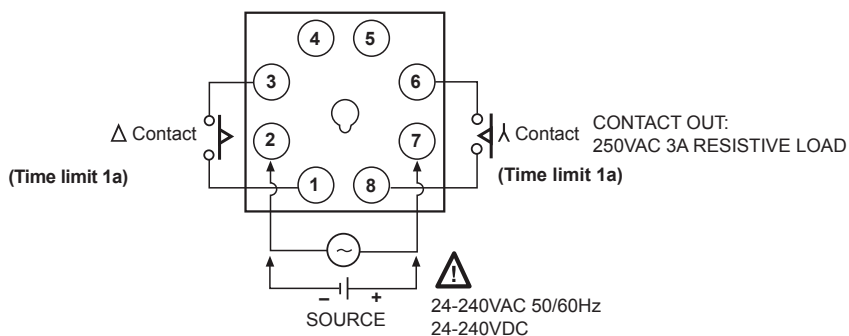 4 5
3 6
Δ Contact
2 7
⅄ Contact
CONTACT OUT:
250VAC 3A RESISTIVE LOAD
(Time limit 1a)
1 8
(Time limit 1a)
~
– +
SOURCE
!
24-240VAC 50/60Hz
24-240VDC